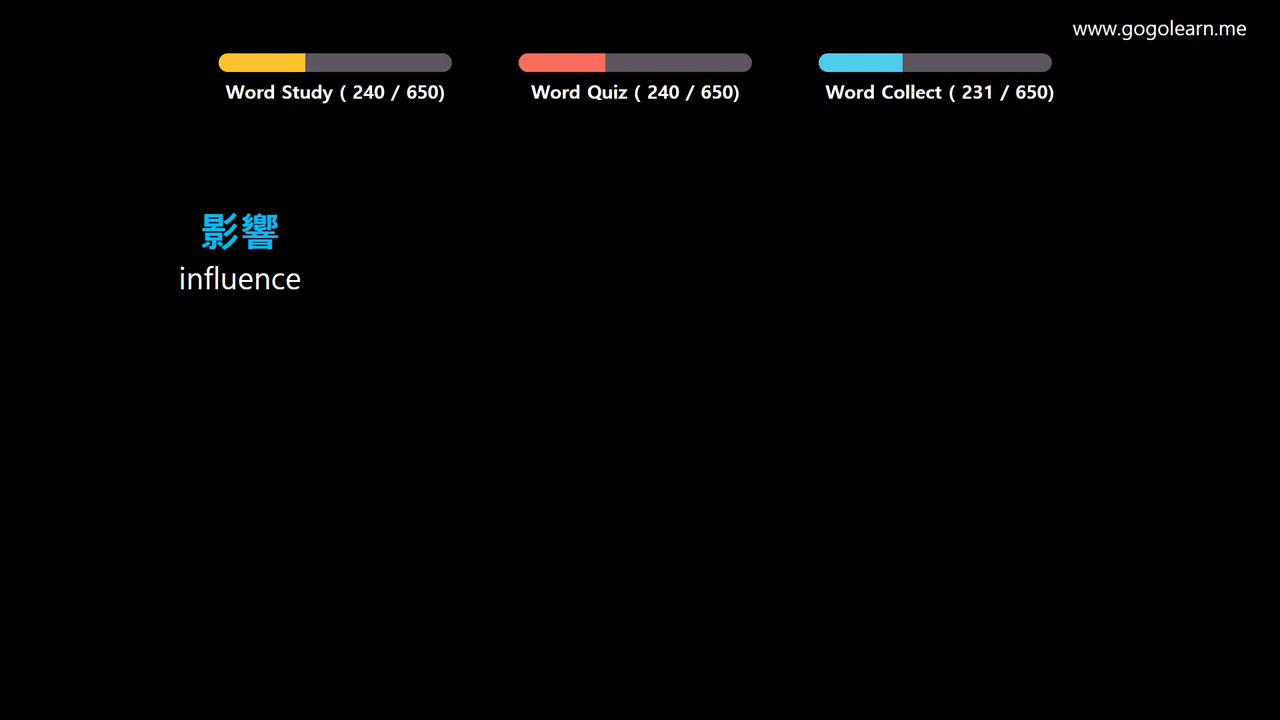 www.gogolearn.me
Word Study ( 240 / 650)
Word Quiz ( 240 / 650)
Word Collect ( 231 / 650)
影響
influence